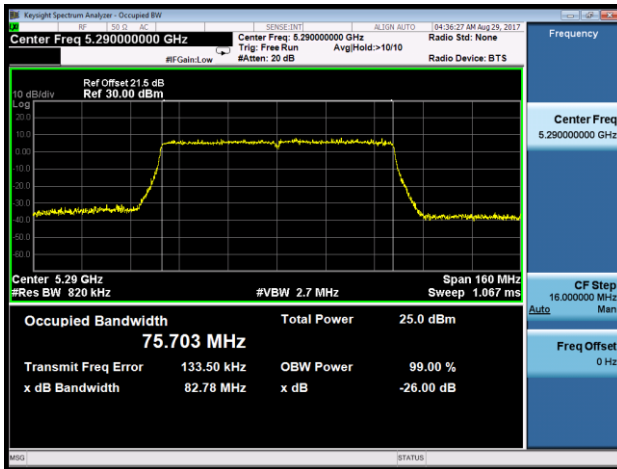 Keysight Spectrum Analyzer - Occupied BW
RF 50 Ω AC SENSE:INT ALIGN AUTO 04:36:27 AM Aug 29, 2017
Center Freq 5.290000000 GHz Center Freq: 5.290000000 GHz Radio Std: None
Trig: Free Run Avg|Hold:>10/10
#IFGain:Low #Atten: 20 dB Radio Device: BTS
Ref Offset 21.5 dB
10 dB/div Ref 30.00 dBm
Log
20.0
10.0
0.00
-10.0
-20.0
-30.0
-40.0
-50.0
-60.0
Center 5.29 GHz Span 160 MHz
#Res BW 820 kHz #VBW 2.7 MHz Sweep 1.067 ms
Occupied Bandwidth Total Power 25.0 dBm
75.703 MHz
Transmit Freq Error 133.50 kHz OBW Power 99.00 %
x dB Bandwidth 82.78 MHz x dB -26.00 dB
Frequency
Center Freq
5.290000000 GHz
CF Step
16.000000 MHz
Auto Man
Freq Offset
0 Hz
MSG STATUS